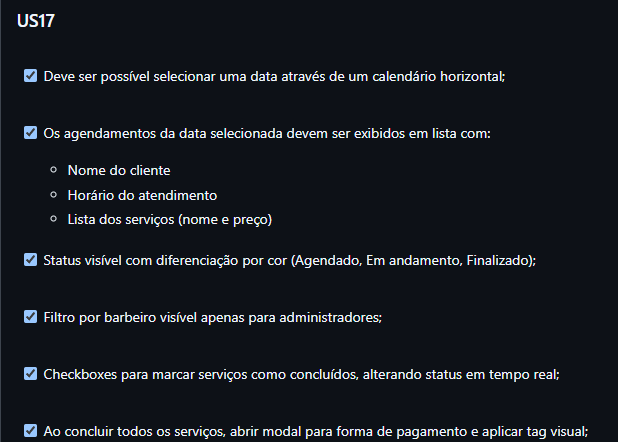 US17
Deve ser possível selecionar uma data através de um calendário horizontal;
Os agendamentos da data selecionada devem ser exibidos em lista com:
Nome do cliente
Horário do atendimento
Lista dos serviços (nome e preço)
Status visível com diferenciação por cor (Agendado, Em andamento, Finalizado);
Filtro por barbeiro visível apenas para administradores;
Checkboxes para marcar serviços como concluídos, alterando status em tempo real;
Ao concluir todos os serviços, abrir modal para forma de pagamento e aplicar tag visual;